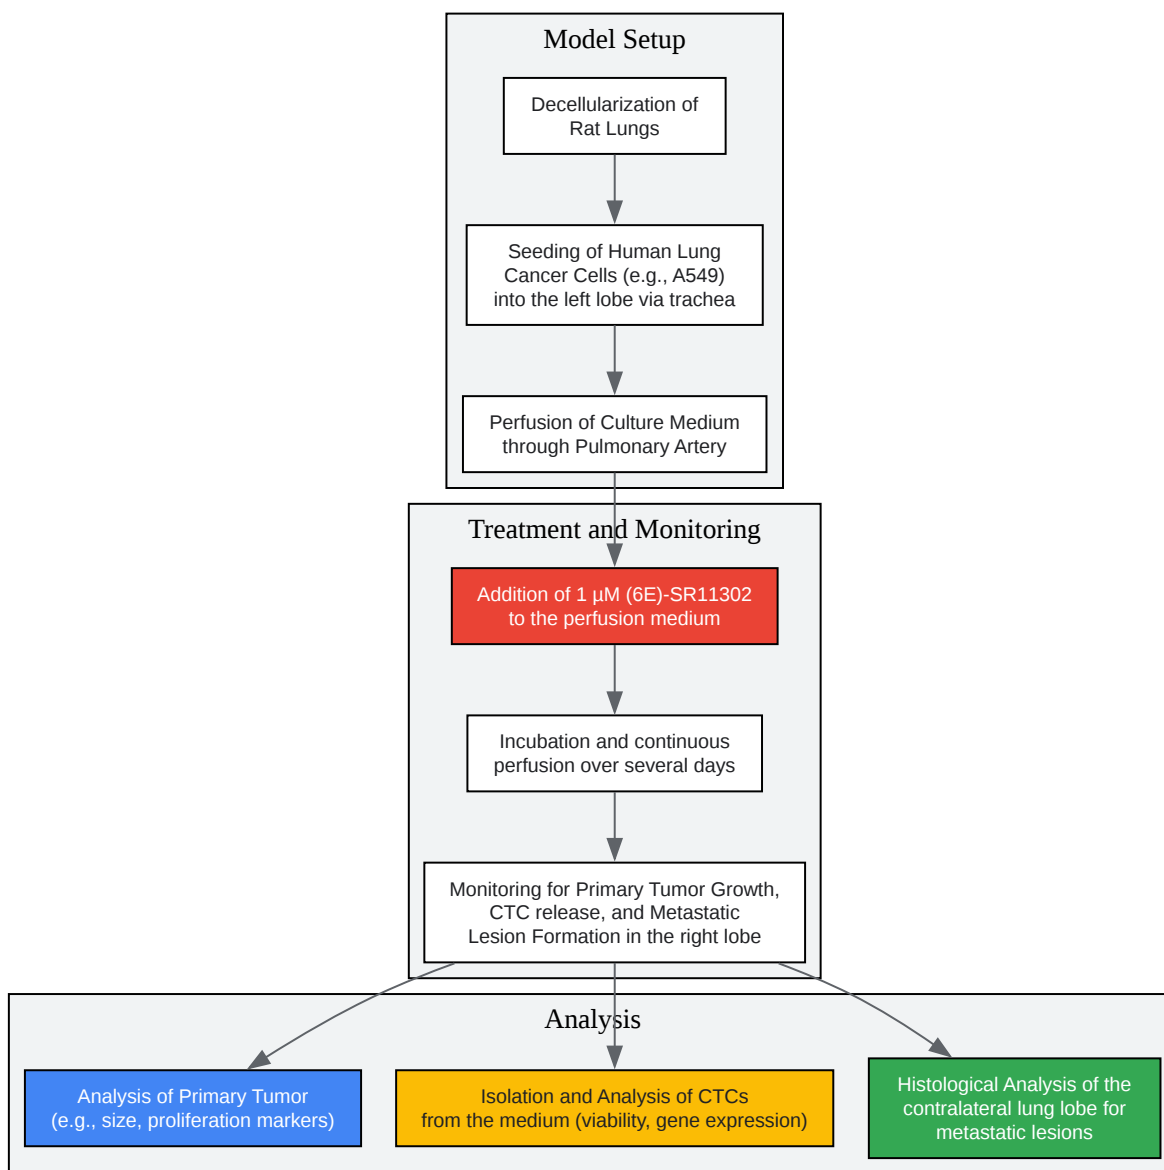 Model Setup
Decellularization of
Rat Lungs
Seeding of Human Lung
Cancer Cells (e.g., A549)
into the left lobe via trachea
Perfusion of Culture Medium
through Pulmonary Artery
Treatment and Monitoring
Addition of 1 µM (6E)-SR11302
to the perfusion medium
Incubation and continuous
perfusion over several days
Monitoring for Primary Tumor Growth,
CTC release, and Metastatic
Lesion Formation in the right lobe
Analysis
Analysis of Primary Tumor
(e.g., size, proliferation markers)
Isolation and Analysis of CTCs
from the medium (viability, gene expression)
Histological Analysis of the
contralateral lung lobe for
metastatic lesions